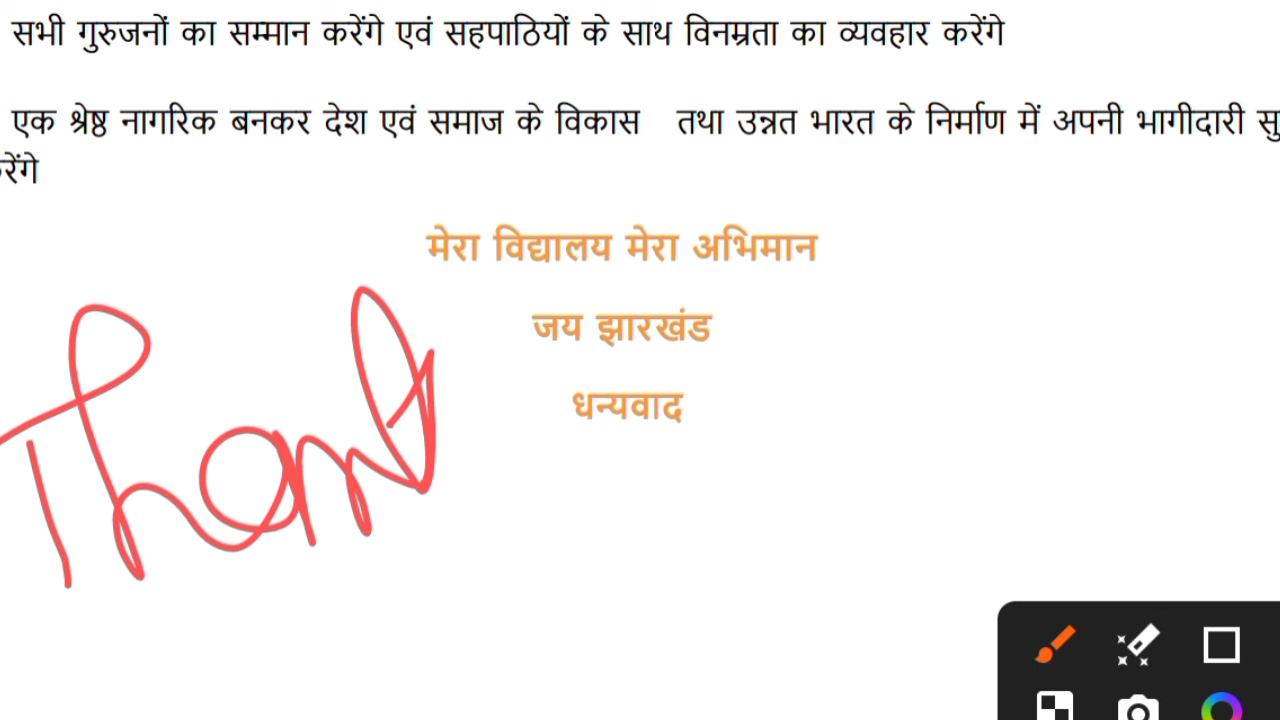 सभी गुरुजनों का सम्मान करेंगे एवं सहपाठियों के साथ विनम्रता का व्यवहार करेंगे
एक श्रेष्ठ नागरिक बनकर देश एवं समाज के विकास तथा उन्नत भारत के निर्माण में अपनी भागीदारी सु
रेंगे
मेरा विद्यालय मेरा अभिमान
जय झारखंड
धन्यवाद
Thank